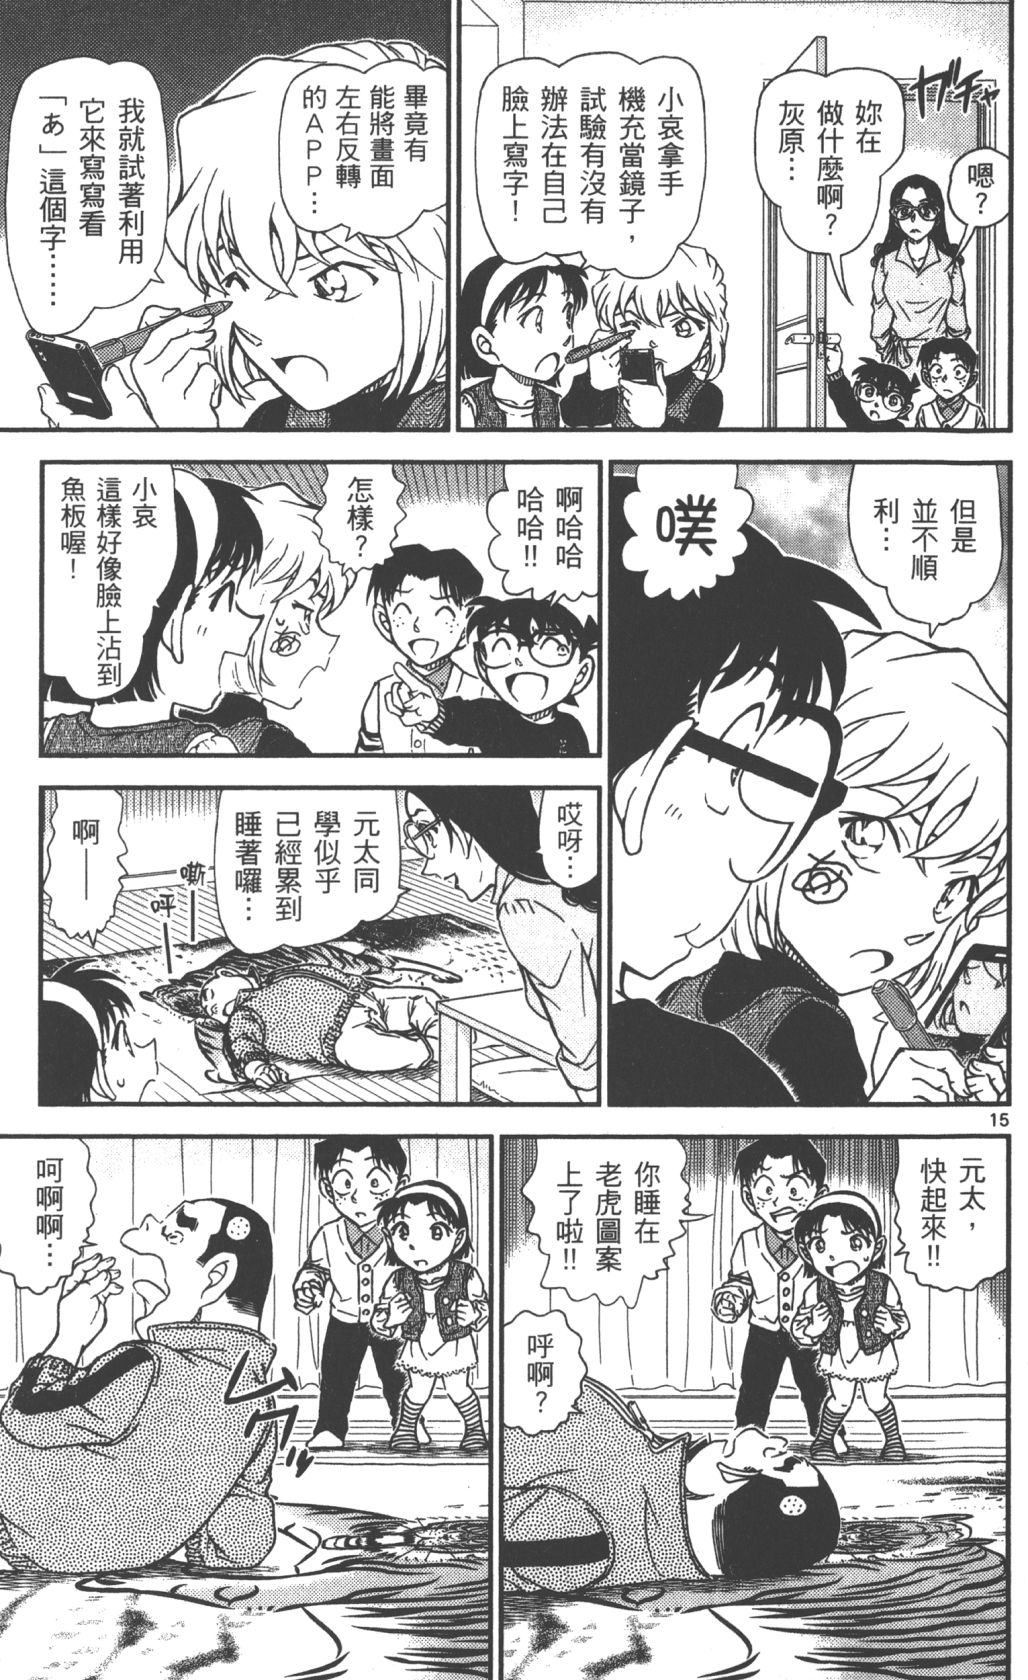 ガチャ
嗯？
妳在
做什麼啊？
灰原…
小哀拿手
機充當鏡子，
試驗有沒有
辦法在自己
臉上寫字！
畢竟有
能將畫面
左右反轉
的APP…
我就試著利用
它來寫寫看
「あ」這個字……
但是
並不順
利…
噗
啊哈哈
哈哈!!
怎樣？
小哀
這樣好像臉上沾到
魚板喔！
哎呀…
元太同
學似乎
已經累到
睡著囉…
嘶
呼
啊——
15
元太，
快起來!!
你睡在
老虎圖案
上了啦!!
呼啊？
ムクッ
呵啊啊…